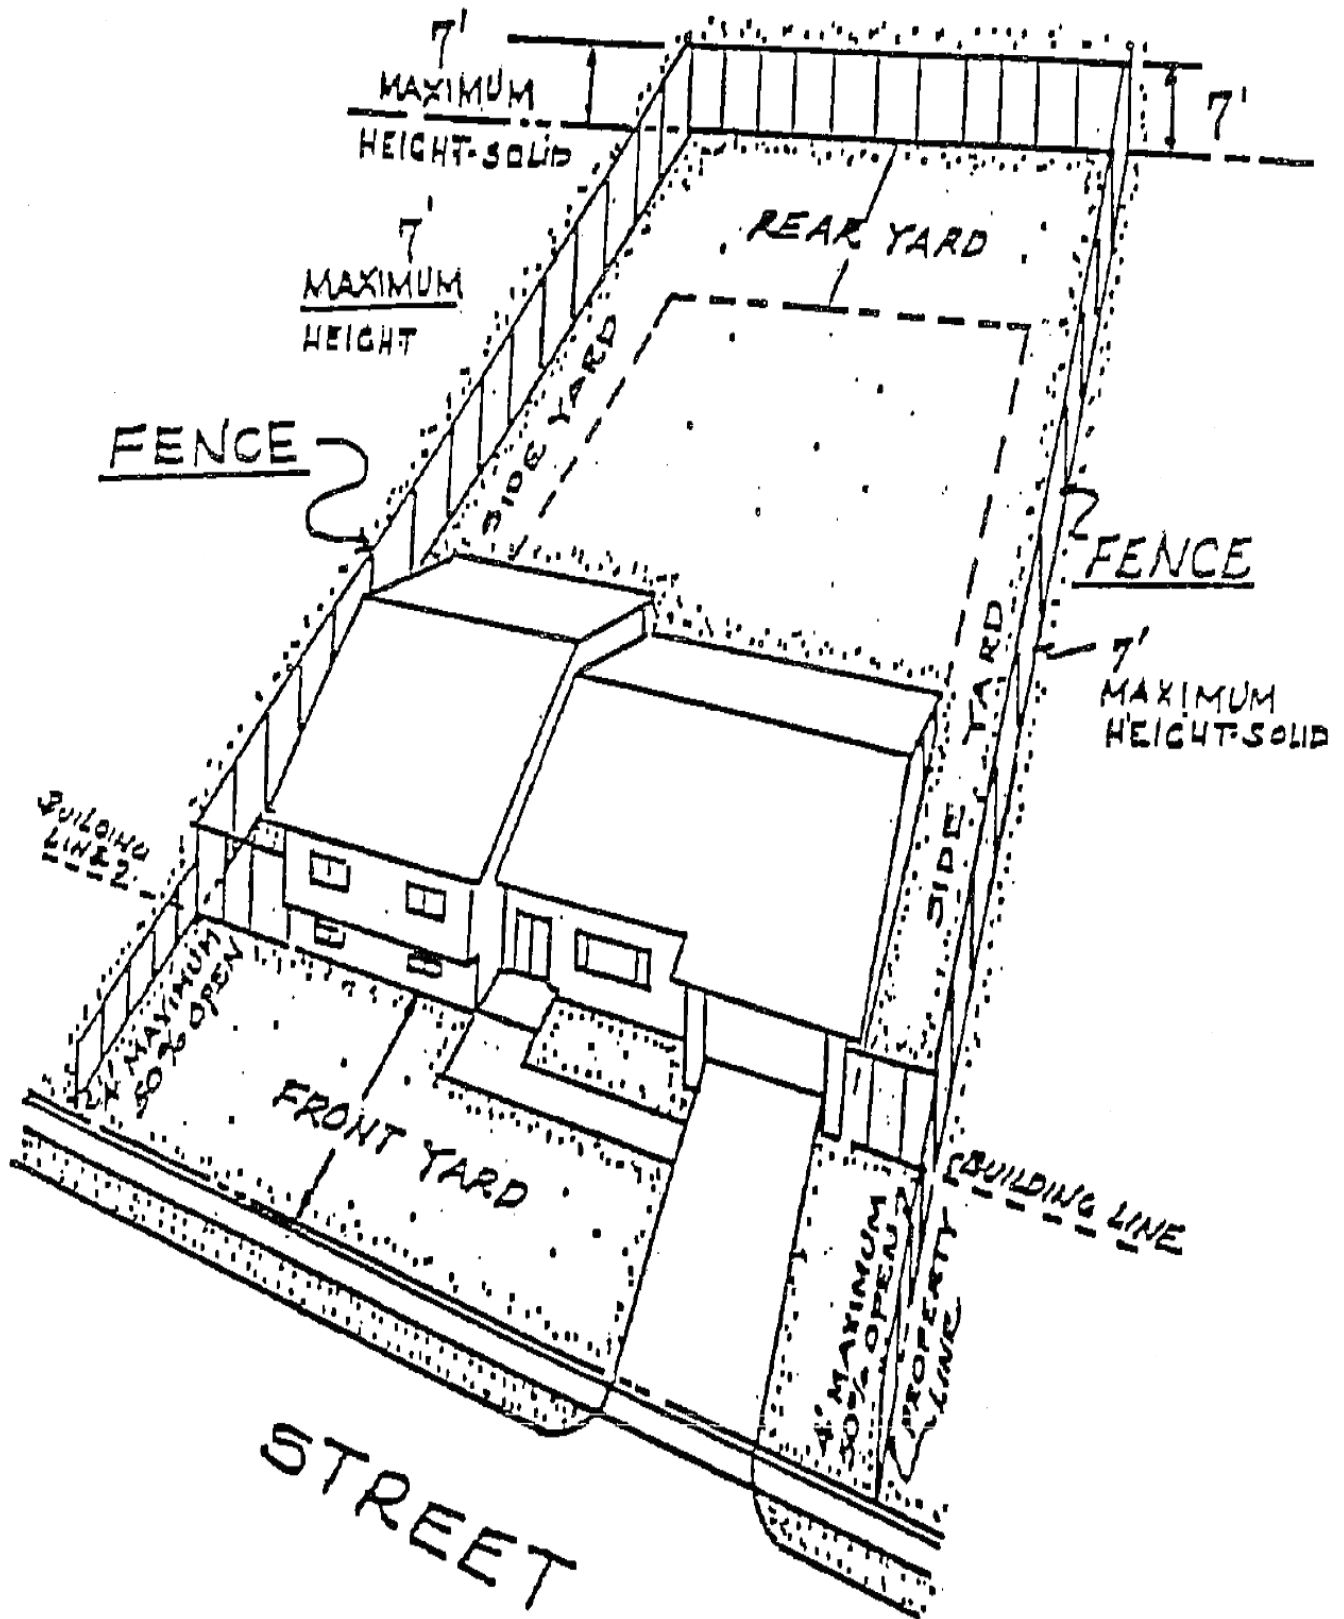 7'
MAXIMUM
HEIGHT-SOLID
7'
REAR YARD
7'
MAXIMUM
HEIGHT
SIDE YARD
FENCE
FENCE
7'
MAXIMUM
HEIGHT-SOLID
SIDE YARD
BUILDING
LINE
4' MAXIMUM
50% OPEN
FRONT YARD
BUILDING LINE
4' MAXIMUM
50% OPEN
PROPERTY
LINE
STREET